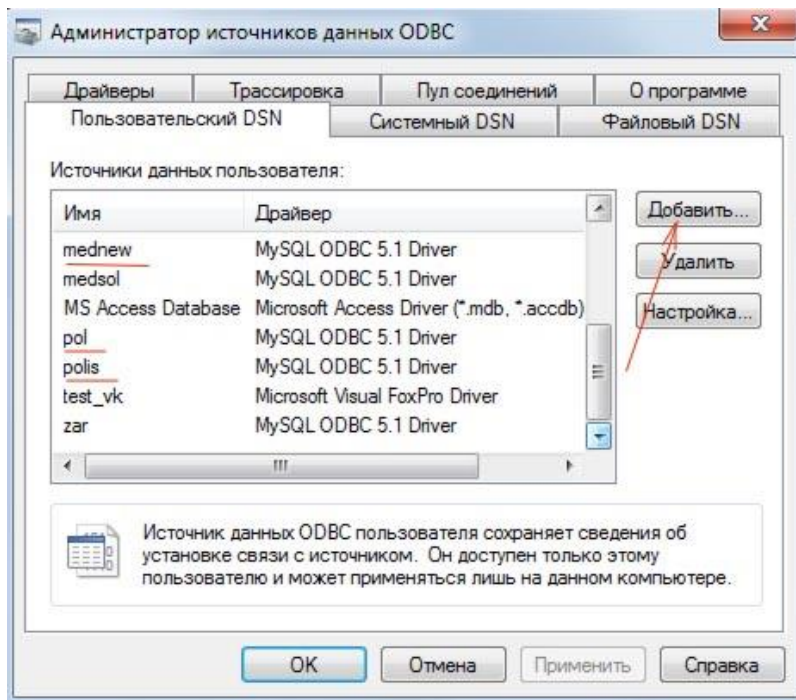 Администратор источников данных ODBC
Драйверы Трассировка Пул соединений О программе
Пользовательский DSN Системный DSN Файловый DSN
Источники данных пользователя:
Имя Драйвер Добавить...
mednew MySQL ODBC 5.1 Driver
medsol MySQL ODBC 5.1 Driver Удалить
MS Access Database Microsoft Access Driver (*.mdb, *.accdb) Настройка...
pol MySQL ODBC 5.1 Driver
polis MySQL ODBC 5.1 Driver
test_vk Microsoft Visual FoxPro Driver
zar MySQL ODBC 5.1 Driver
Источник данных ODBC пользователя сохраняет сведения об
установке связи с источником. Он доступен только этому
пользователю и может применяться лишь на данном компьютере.
OK Отмена Применить Справка